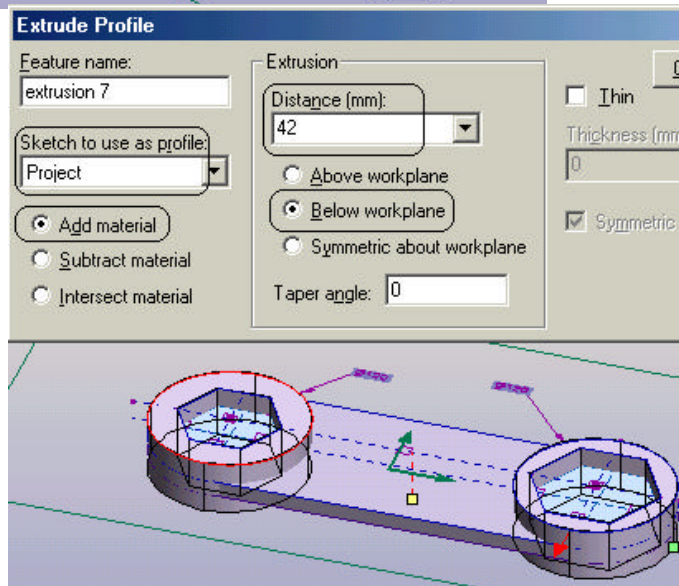 Extrude Profile
Feature name:
extrusion 7
Sketch to use as profile:
Project
Add material
Subtract material
Intersect material
Extrusion
Distance (mm):
42
Above workplane
Below workplane
Symmetric about workplane
Taper angle: 0
Thin
Thickness (mm
0
Symmetric